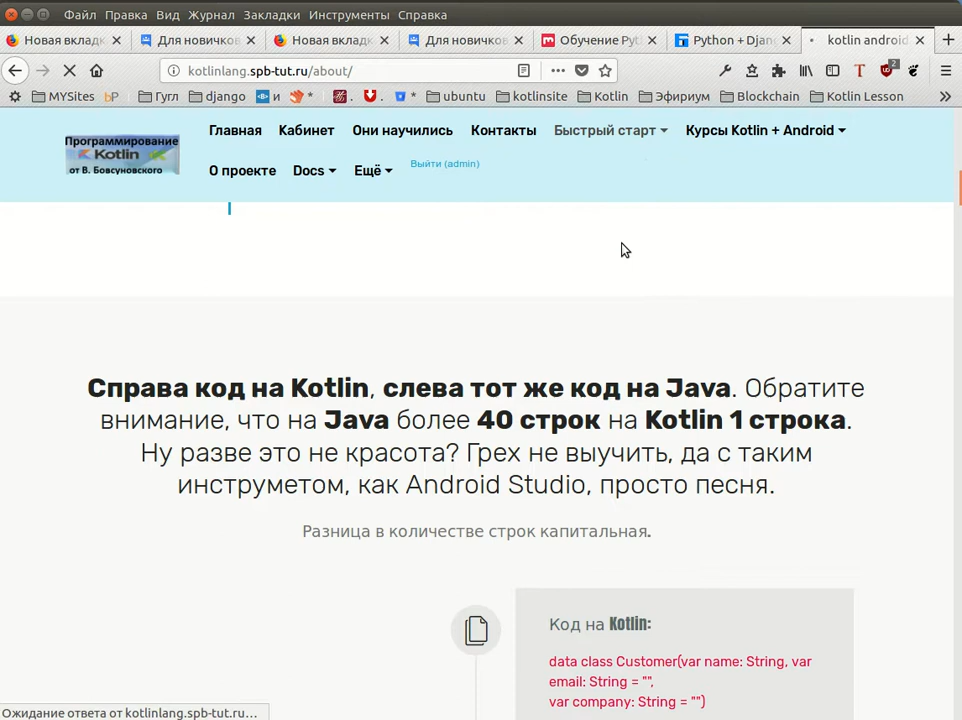 Файл Правка Вид Журнал Закладки Инструменты Справка
Новая вкладк Для новичков Новая вкладк Для новичков Обучение Pyt Python + Djan kotlin android
kotlinlang.spb-tut.ru/about/ 2
MYSites bP Гугл django и * . . * ubuntu kotlinsite Kotlin Эфириум Blockchain Kotlin Lesson
Программирование
Kotlin
от В. Бовсуновского
Главная Кабинет Они научились Контакты Быстрый старт Курсы Kotlin + Android
О проекте Docs Ещё Выйти (admin)
Справа код на Kotlin, слева тот же код на Java. Обратите
внимание, что на Java более 40 строк на Kotlin 1 строка.
Ну разве это не красота? Грех не выучить, да с таким
инструметом, как Android Studio, просто песня.
Разница в количестве строк капитальная.
Код на Kotlin:
data class Customer(var name: String, var
email: String = "",
var company: String = "")
Ожидание ответа от kotlinlang.spb-tut.ru…